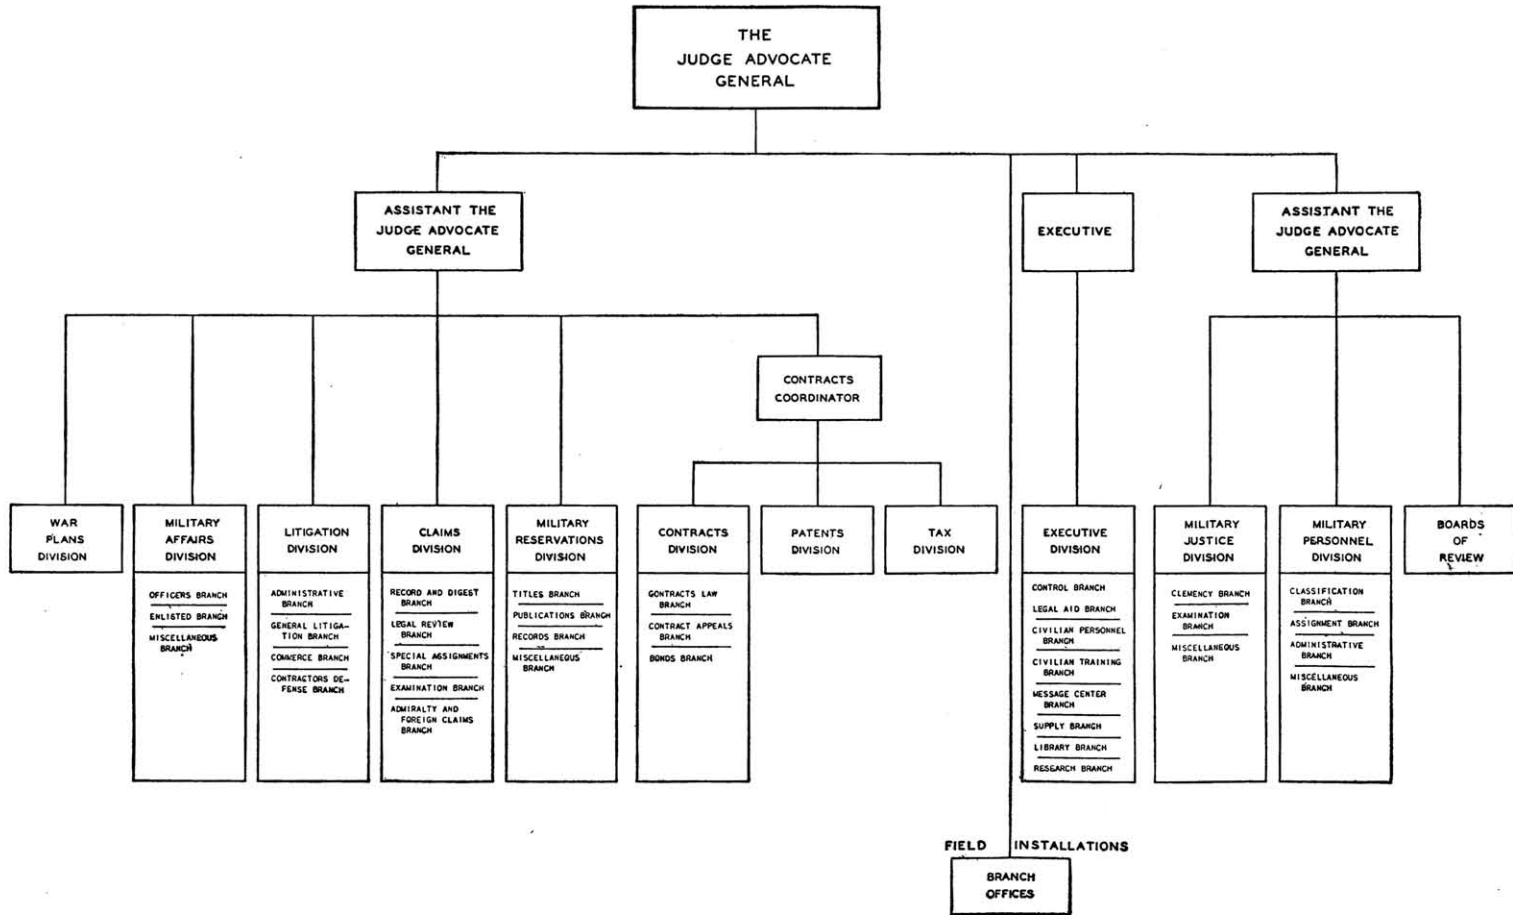 THE
JUDGE ADVOCATE
GENERAL
ASSISTANT THE
JUDGE ADVOCATE
GENERAL
EXECUTIVE
ASSISTANT THE
JUDGE ADVOCATE
GENERAL
CONTRACTS
COORDINATOR
WAR
PLANS
DIVISION
MILITARY
AFFAIRS
DIVISION
OFFICERS BRANCH
ENLISTED BRANCH
MISCELLANEOUS
BRANCH
LITIGATION
DIVISION
ADMINISTRATIVE
BRANCH
GENERAL LITIGA-
TION BRANCH
COMMERCE BRANCH
CONTRACTORS DE-
FENSE BRANCH
CLAIMS
DIVISION
RECORD AND DIGEST
BRANCH
LEGAL REVIEW
BRANCH
SPECIAL ASSIGNMENTS
BRANCH
EXAMINATION BRANCH
ADMIRALTY AND
FOREIGN CLAIMS
BRANCH
MILITARY
RESERVATIONS
DIVISION
TITLES BRANCH
PUBLICATIONS BRANCH
RECORDS BRANCH
MISCELLANEOUS
BRANCH
CONTRACTS
DIVISION
CONTRACTS LAW
BRANCH
CONTRACT APPEALS
BRANCH
BONDS BRANCH
PATENTS
DIVISION
TAX
DIVISION
EXECUTIVE
DIVISION
CONTROL BRANCH
LEGAL AID BRANCH
CIVILIAN PERSONNEL
BRANCH
CIVILIAN TRAINING
BRANCH
MESSAGE CENTER
BRANCH
SUPPLY BRANCH
LIBRARY BRANCH
RESEARCH BRANCH
MILITARY
JUSTICE
DIVISION
CLEMENCY BRANCH
EXAMINATION
BRANCH
MISCELLANEOUS
BRANCH
MILITARY
PERSONNEL
DIVISION
CLASSIFICATION
BRANCH
ASSIGNMENT BRANCH
ADMINISTRATIVE
BRANCH
MISCELLANEOUS
BRANCH
BOARDS
OF
REVIEW
FIELD INSTALLATIONS
BRANCH
OFFICES